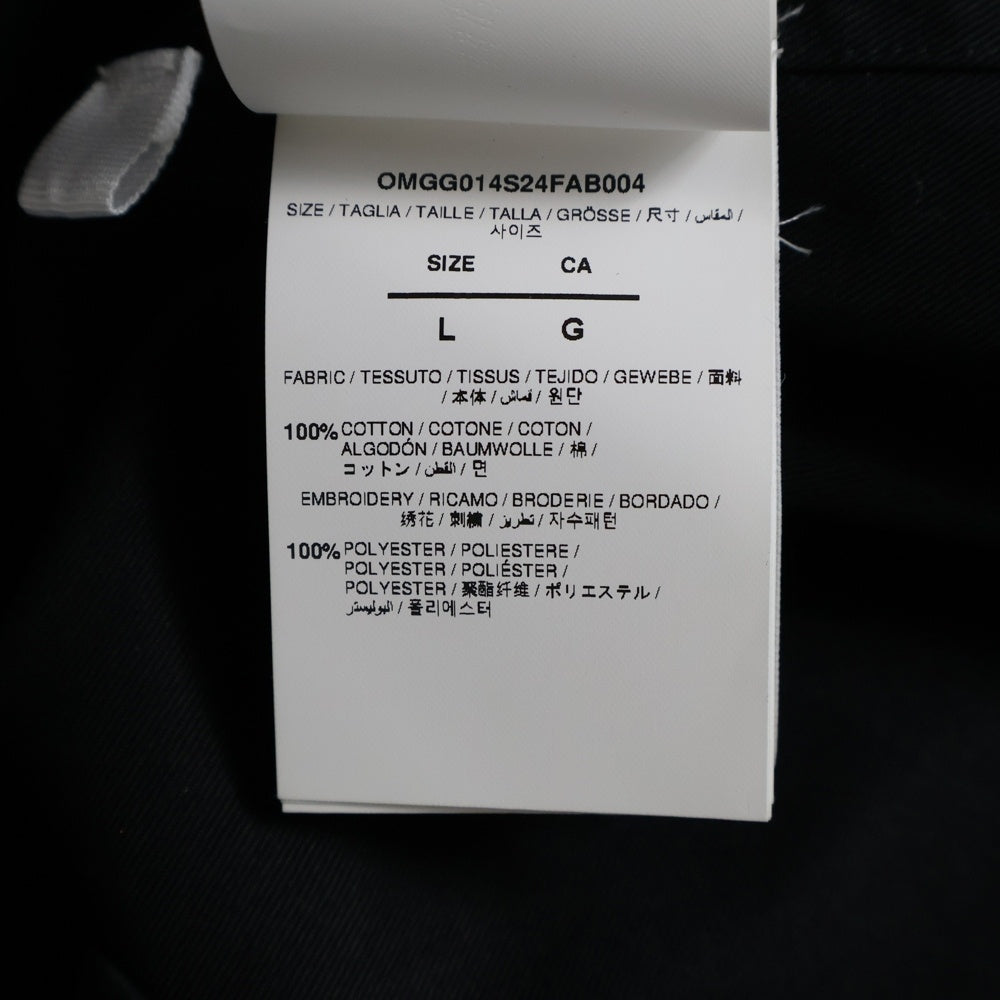 OMGG014S24FAB004
SIZE / TAGLIA / TAILLE / TALLA / GRÖSSE / 尺寸 / المقاس /
사이즈
SIZE CA
L G
FABRIC / TESSUTO / TISSUS / TEJIDO / GEWEBE / 面料
/ 本体 / قماش / 원단
100% COTTON / COTONE / COTON /
ALGODÓN / BAUMWOLLE / 棉 /
コットン / القطن / 면
EMBROIDERY / RICAMO / BRODERIE / BORDADO /
绣花 / 刺繍 / تطريز / 자수패턴
100% POLYESTER / POLIESTERE /
POLYESTER / POLIÉSTER /
POLYESTER / 聚酯纤维 / ポリエステル /
البوليستر / 폴리에스터